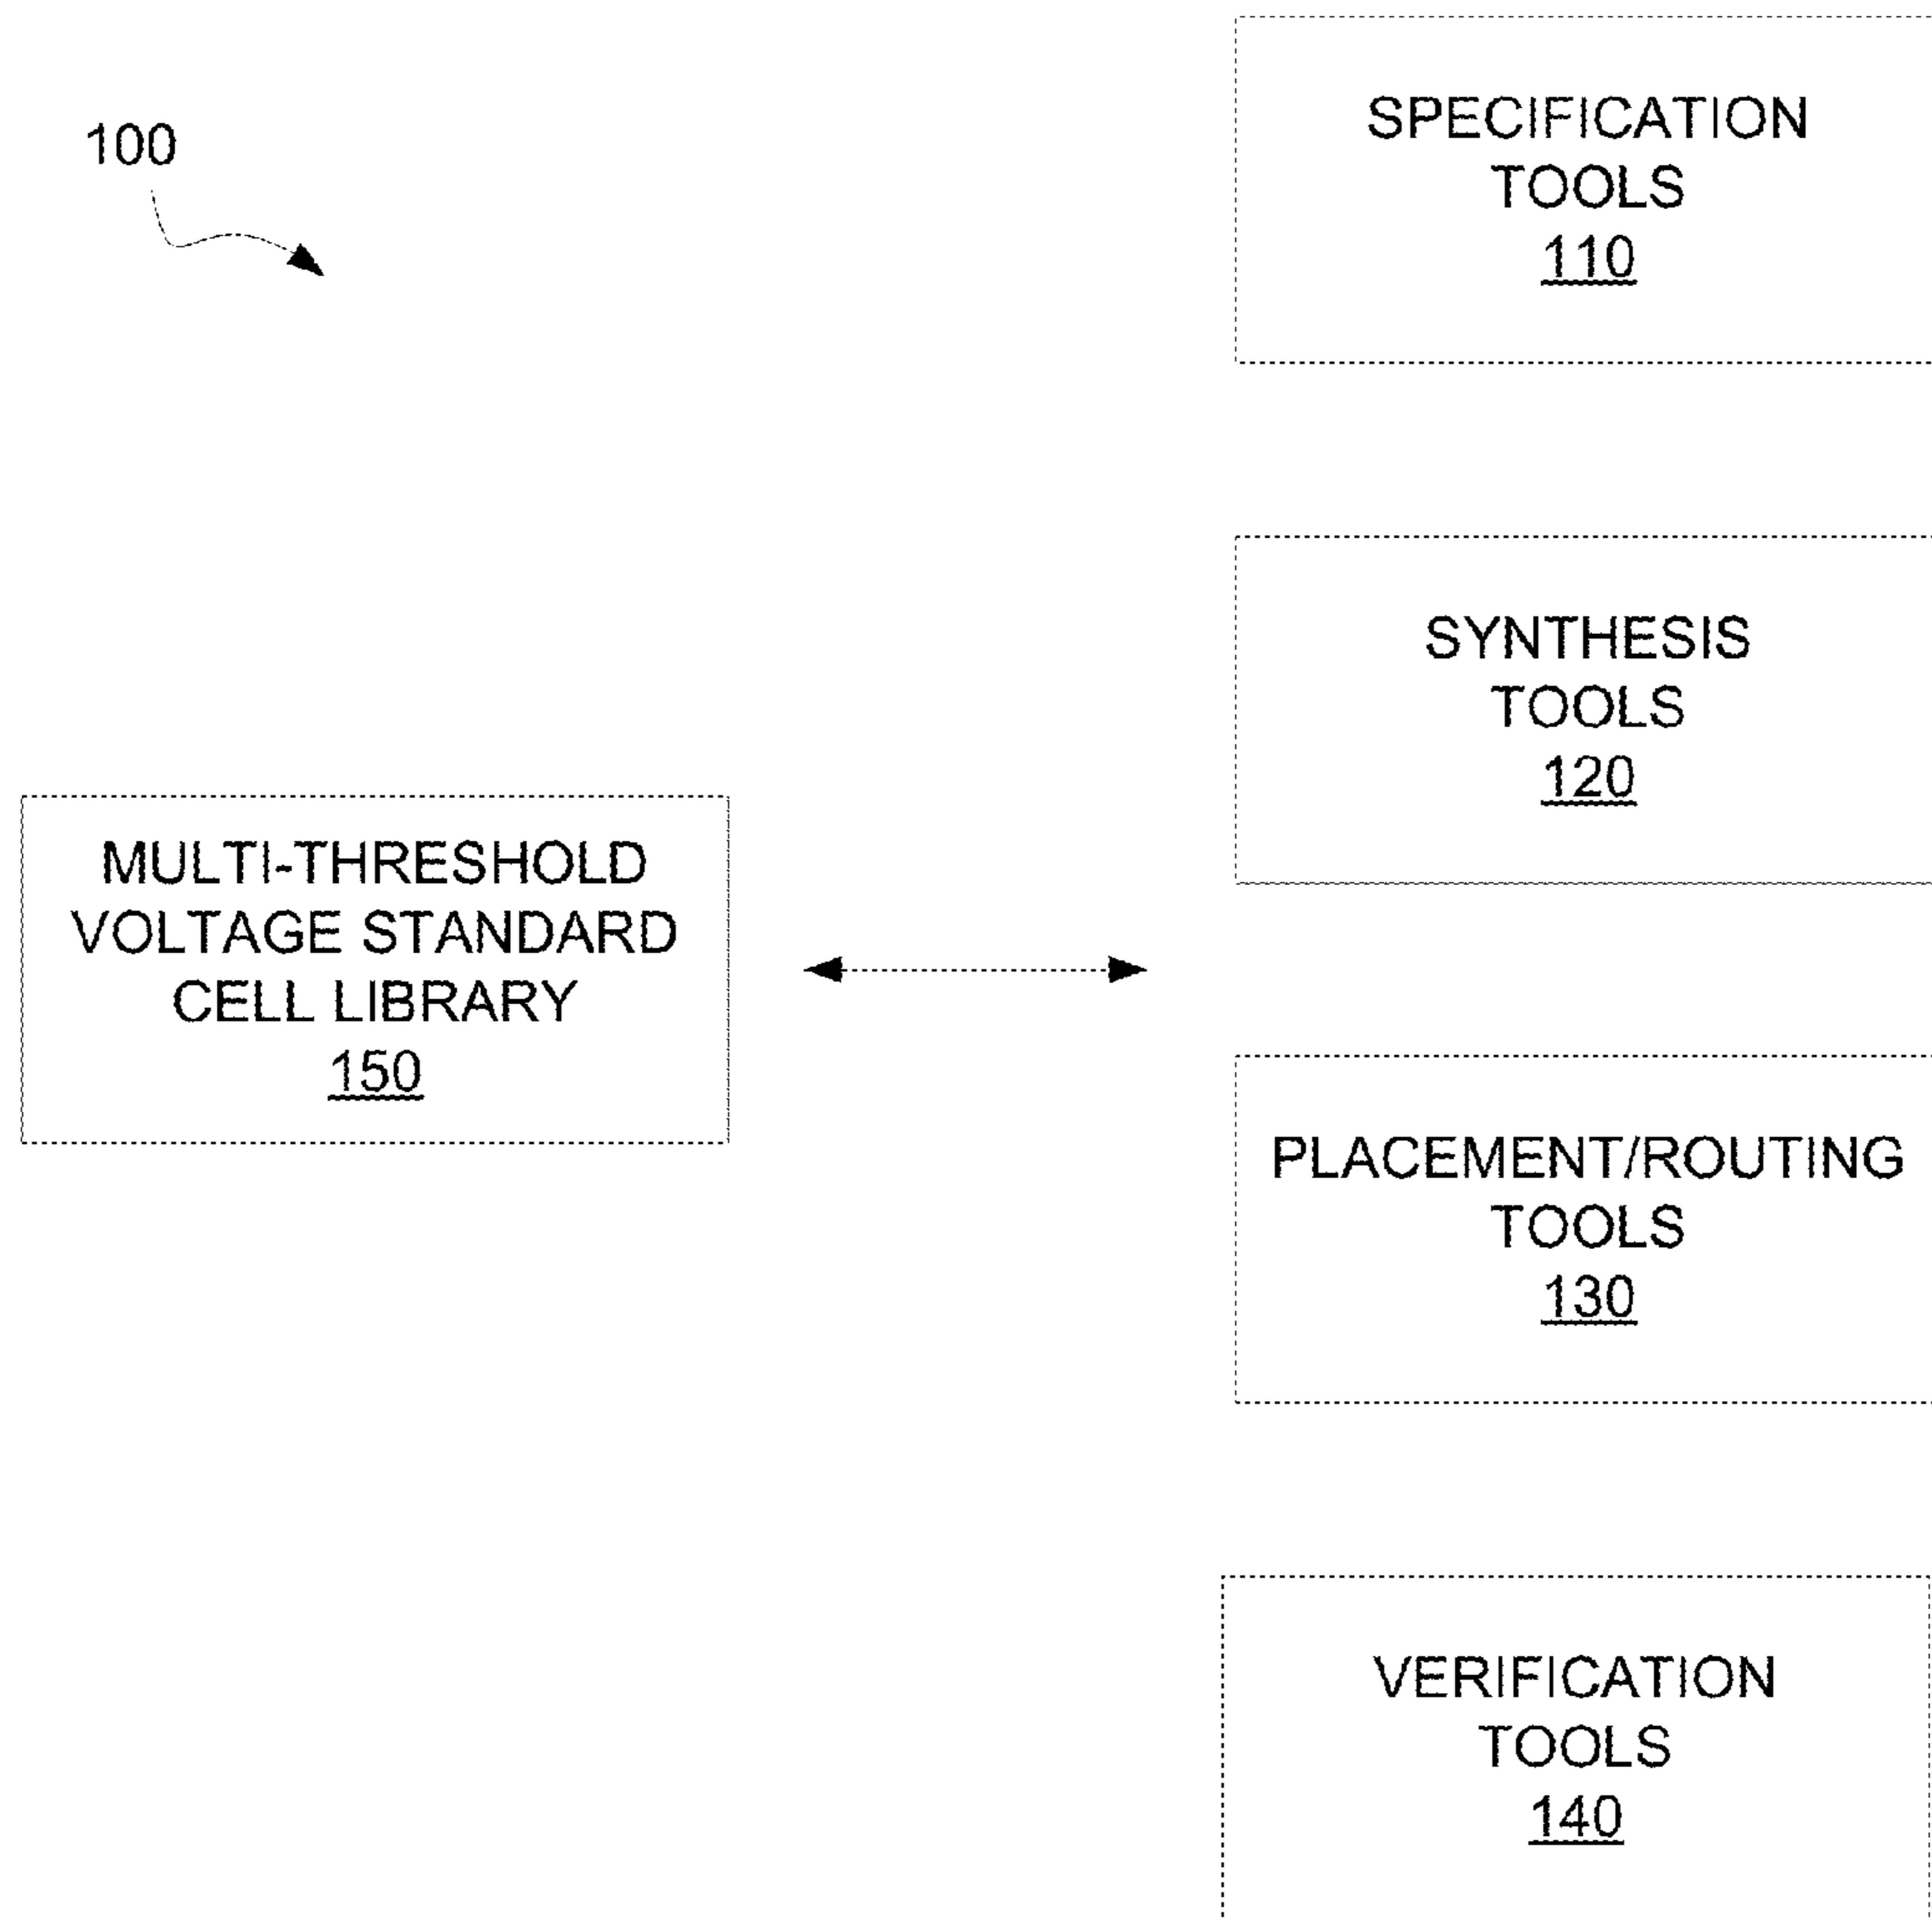 100
SPECIFICATION
TOOLS
110
SYNTHESIS
TOOLS
120
MULTI-THRESHOLD
VOLTAGE STANDARD
CELL LIBRARY
150
PLACEMENT/ROUTING
TOOLS
130
VERIFICATION
TOOLS
140